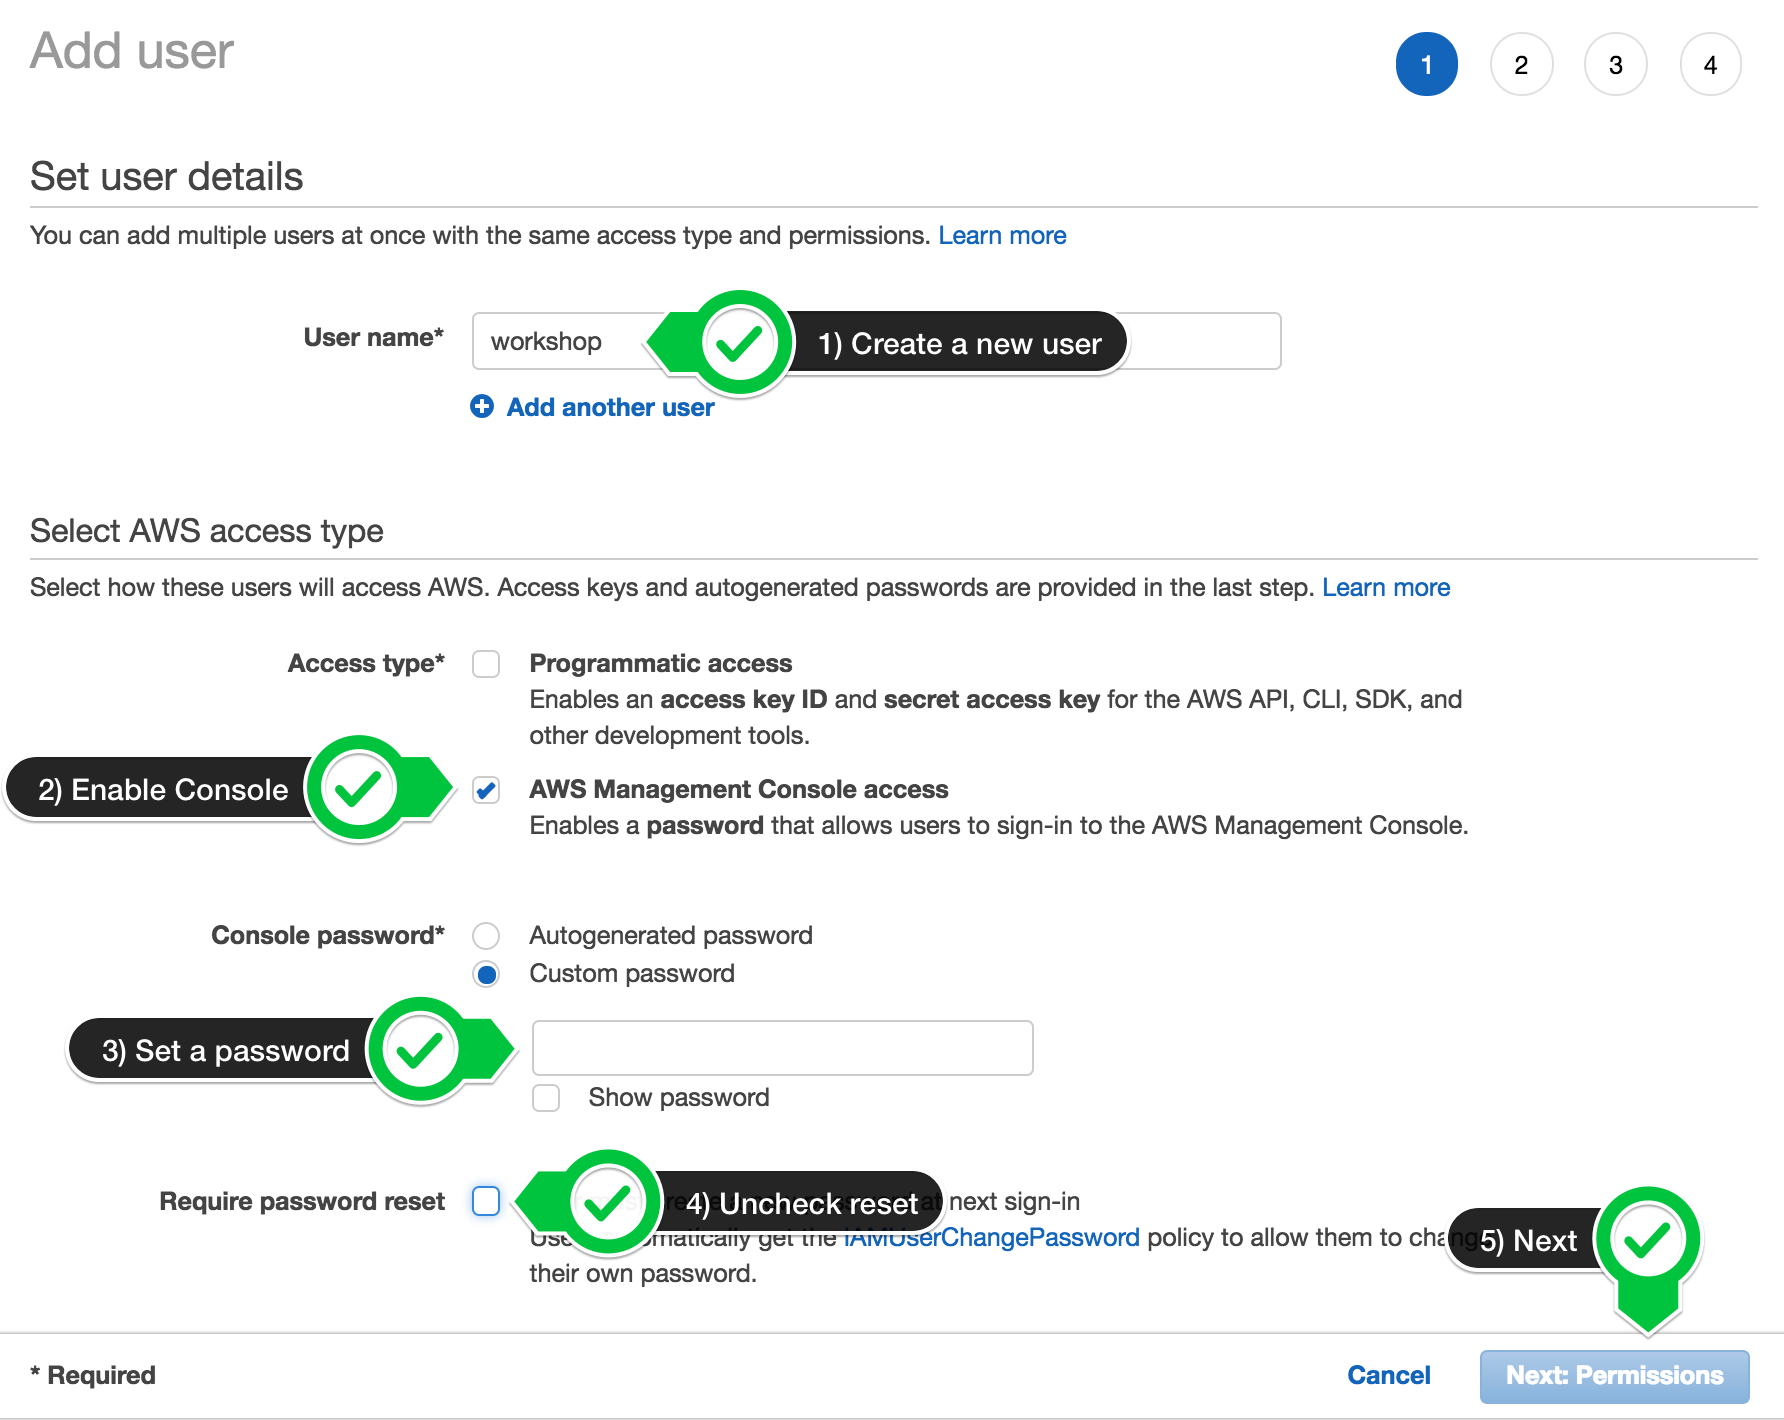 Add user
1 2 3 4
Set user details
You can add multiple users at once with the same access type and permissions. Learn more
User name* workshop 1) Create a new user
Add another user
Select AWS access type
Select how these users will access AWS. Access keys and autogenerated passwords are provided in the last step. Learn more
Access type* Programmatic access
Enables an access key ID and secret access key for the AWS API, CLI, SDK, and
other development tools.
2) Enable Console AWS Management Console access
Enables a password that allows users to sign-in to the AWS Management Console.
Console password* Autogenerated password
Custom password
3) Set a password
Show password
Require password reset 4) Uncheck reset at next sign-in
get the IAMUserChangePassword policy to allow them to change 5) Next
their own password.
* Required Cancel Next: Permissions